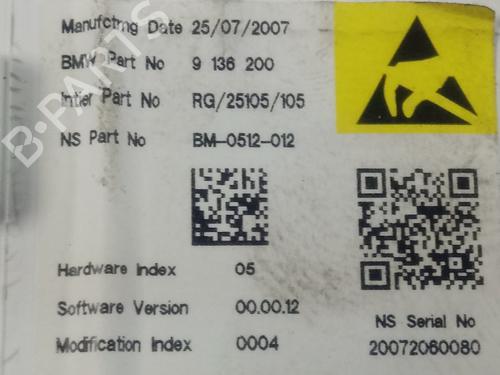 Manufctrng Date 25/07/2007
BMW Part No 9 136 200
Intier Part No RG/25105/105
NS Part No BM-0512-012
Hardware Index 05
Software Version 00.00.12
Modification Index 0004
NS Serial No
20072060080
B-PARTS